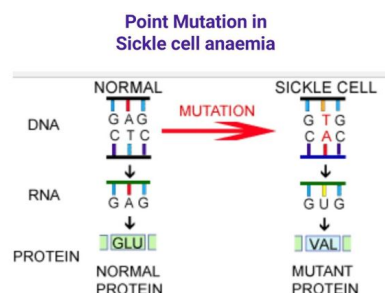 Point Mutation in
Sickle cell anaemia
NORMAL SICKLE CELL
MUTATION
DNA
G A G G T G
C T C C A C
RNA
G A G G U G
PROTEIN GLU VAL
NORMAL MUTANT
PROTEIN PROTEIN